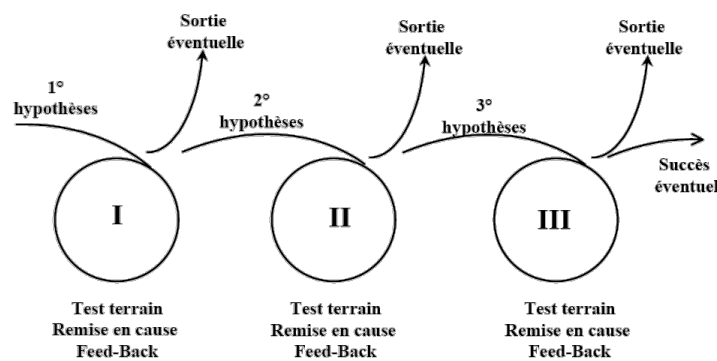 Sortie
éventuelle
Sortie
éventuelle
Sortie
éventuelle
1°
hypothèses
2°
hypothèses
3°
hypothèses
Succès
éventuel
I
II
III
Test terrain
Remise en cause
Feed-Back
Test terrain
Remise en cause
Feed-Back
Test terrain
Remise en cause
Feed-Back